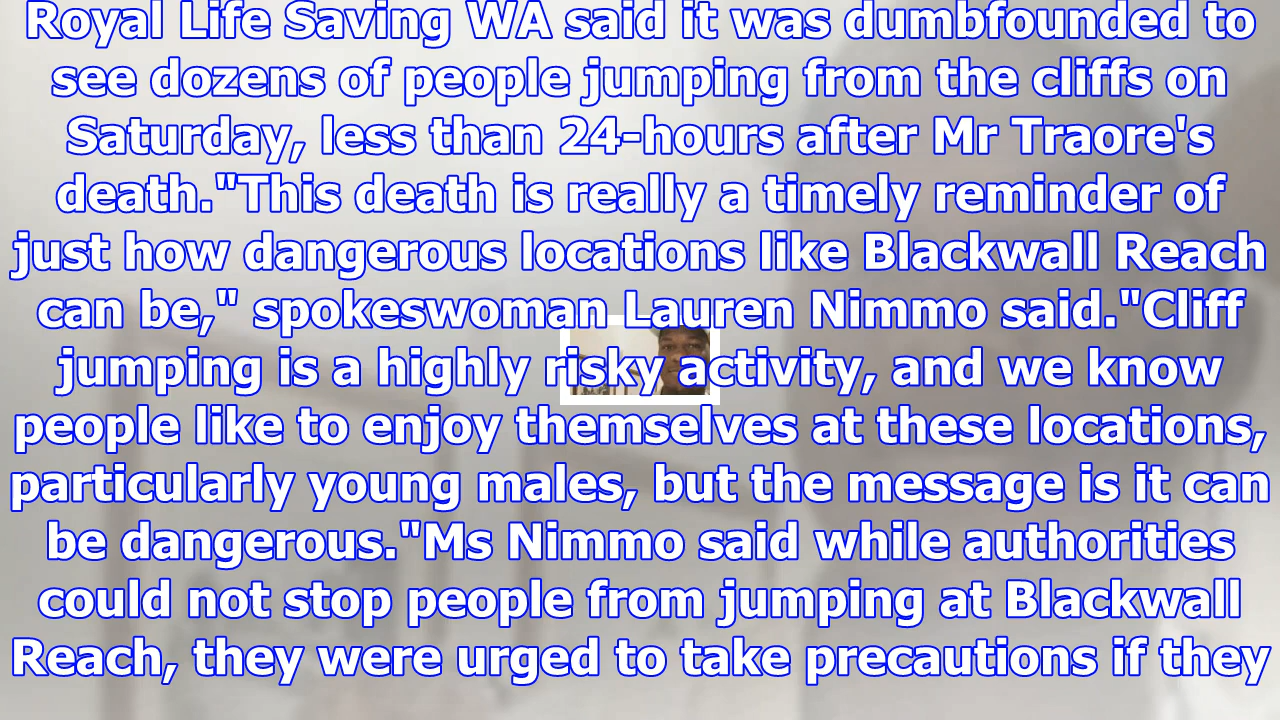 Royal Life Saving WA said it was dumbfounded to
see dozens of people jumping from the cliffs on
Saturday, less than 24-hours after Mr Traore's
death."This death is really a timely reminder of
just how dangerous locations like Blackwall Reach
can be," spokeswoman Lauren Nimmo said."Cliff
jumping is a highly risky activity, and we know
people like to enjoy themselves at these locations,
particularly young males, but the message is it can
be dangerous."Ms Nimmo said while authorities
could not stop people from jumping at Blackwall
Reach, they were urged to take precautions if they